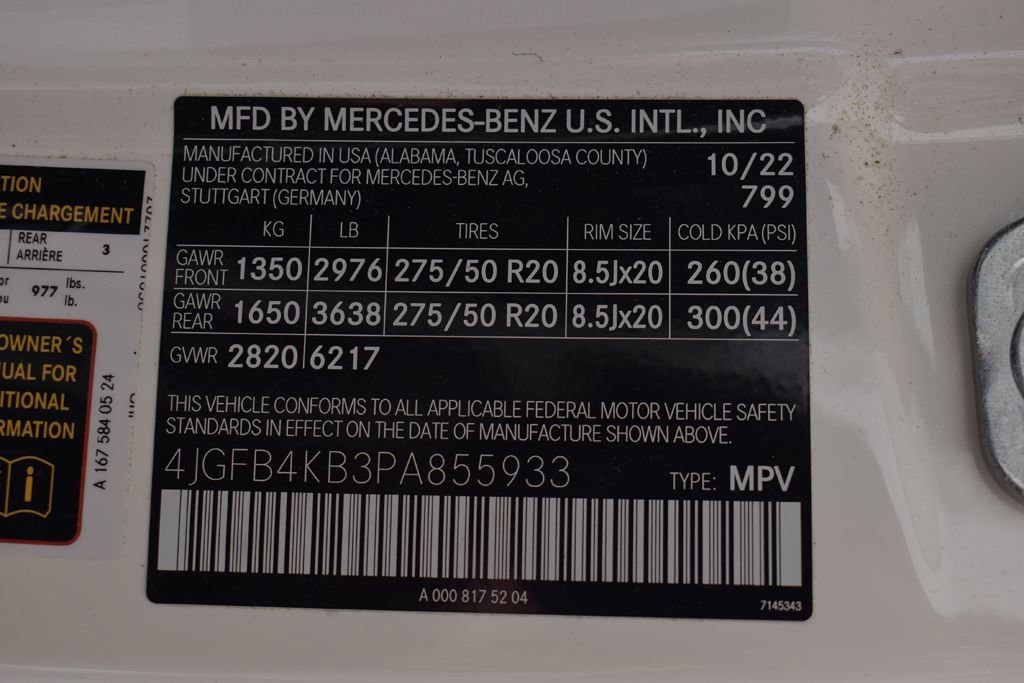 MFD BY MERCEDES-BENZ U.S. INTL., INC
MANUFACTURED IN USA (ALABAMA, TUSCALOOSA COUNTY)
UNDER CONTRACT FOR MERCEDES-BENZ AG,
STUTTGART (GERMANY)
10/22
799
KG LB TIRES RIM SIZE COLD KPA (PSI)
GAWR FRONT 1350 2976 275/50 R20 8.5Jx20 260(38)
GAWR REAR 1650 3638 275/50 R20 8.5Jx20 300(44)
GVWR 2820 6217
THIS VEHICLE CONFORMS TO ALL APPLICABLE FEDERAL MOTOR VEHICLE SAFETY
STANDARDS IN EFFECT ON THE DATE OF MANUFACTURE SHOWN ABOVE.
4JGFB4KB3PA855933 TYPE: MPV
A 000 817 52 04
7145343
TION
E CHARGEMENT
REAR
ARRIÈRE 3
or
ou 977 lbs.
lb.
OWNER´S
UAL FOR
ITIONAL
RMATION
i
A 167 584 05 24